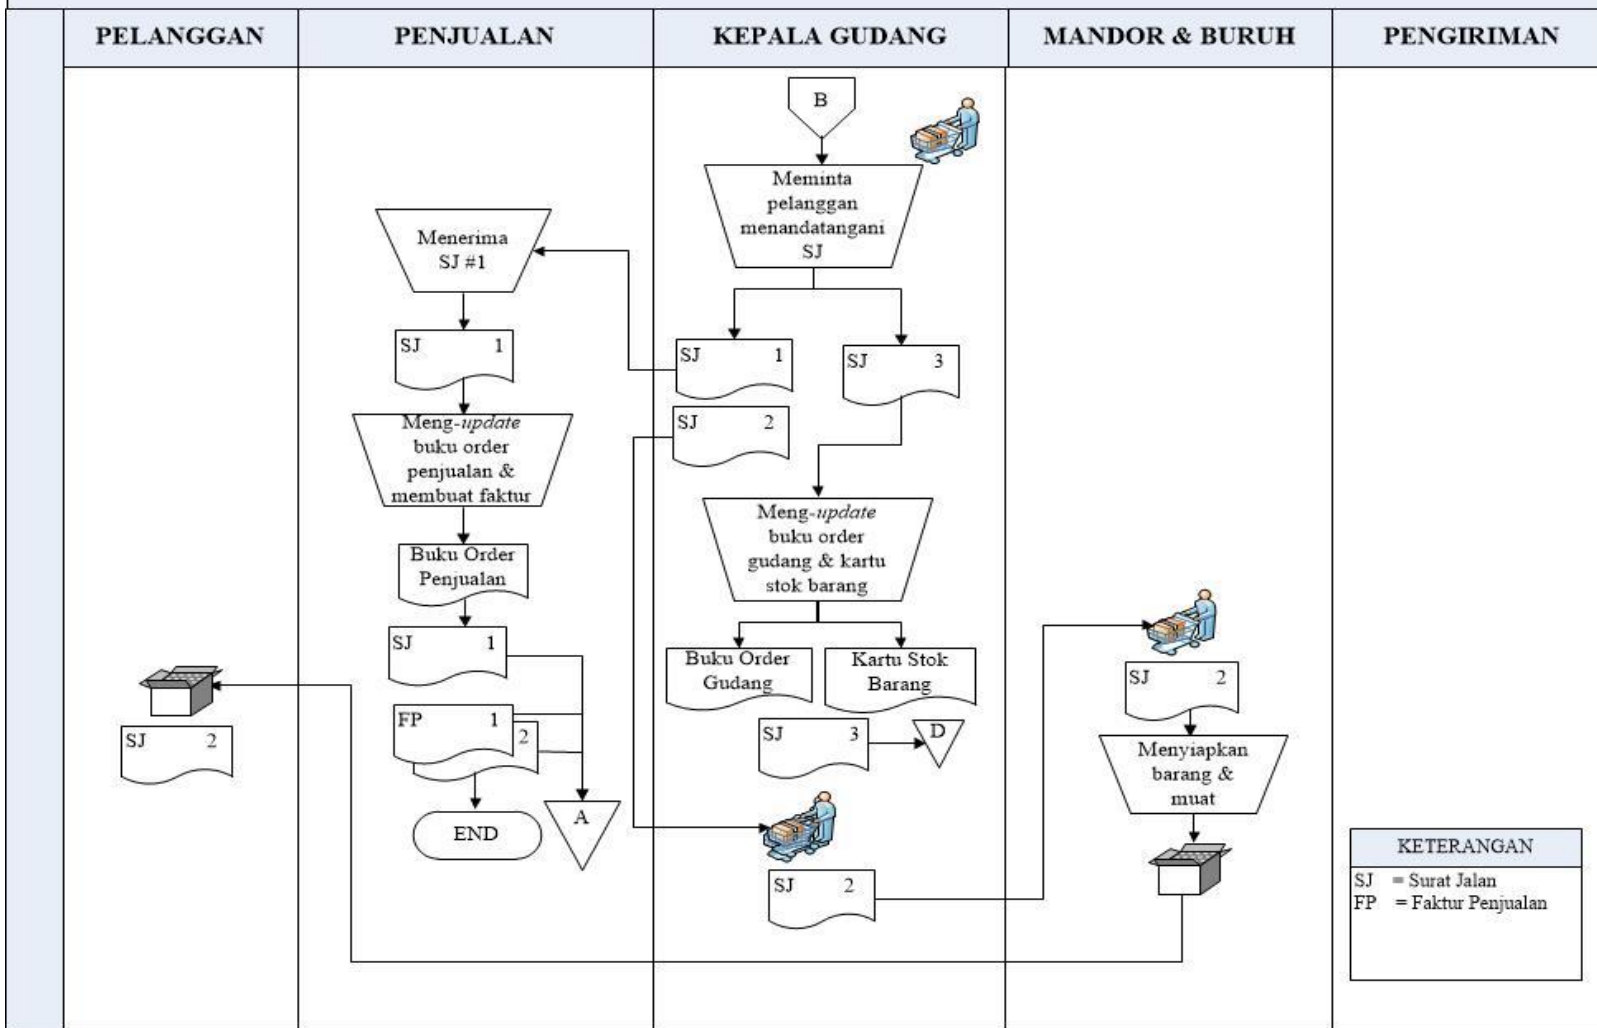 PELANGGAN
PENJUALAN
KEPALA GUDANG
MANDOR & BURUH
PENGIRIMAN
B
Meminta
pelanggan
menandatangani
SJ
Menerima
SJ #1
SJ 1
SJ 1
SJ 3
Meng-update
buku order
penjualan &
membuat faktur
SJ 2
Meng-update
buku order
gudang & kartu
stok barang
Buku Order
Penjualan
SJ 1
Buku Order
Gudang
Kartu Stok
Barang
SJ 2
FP 1
2
SJ 3
D
SJ 2
Menyiapkan
barang &
muat
END
A
SJ 2
KETERANGAN
SJ = Surat Jalan
FP = Faktur Penjualan